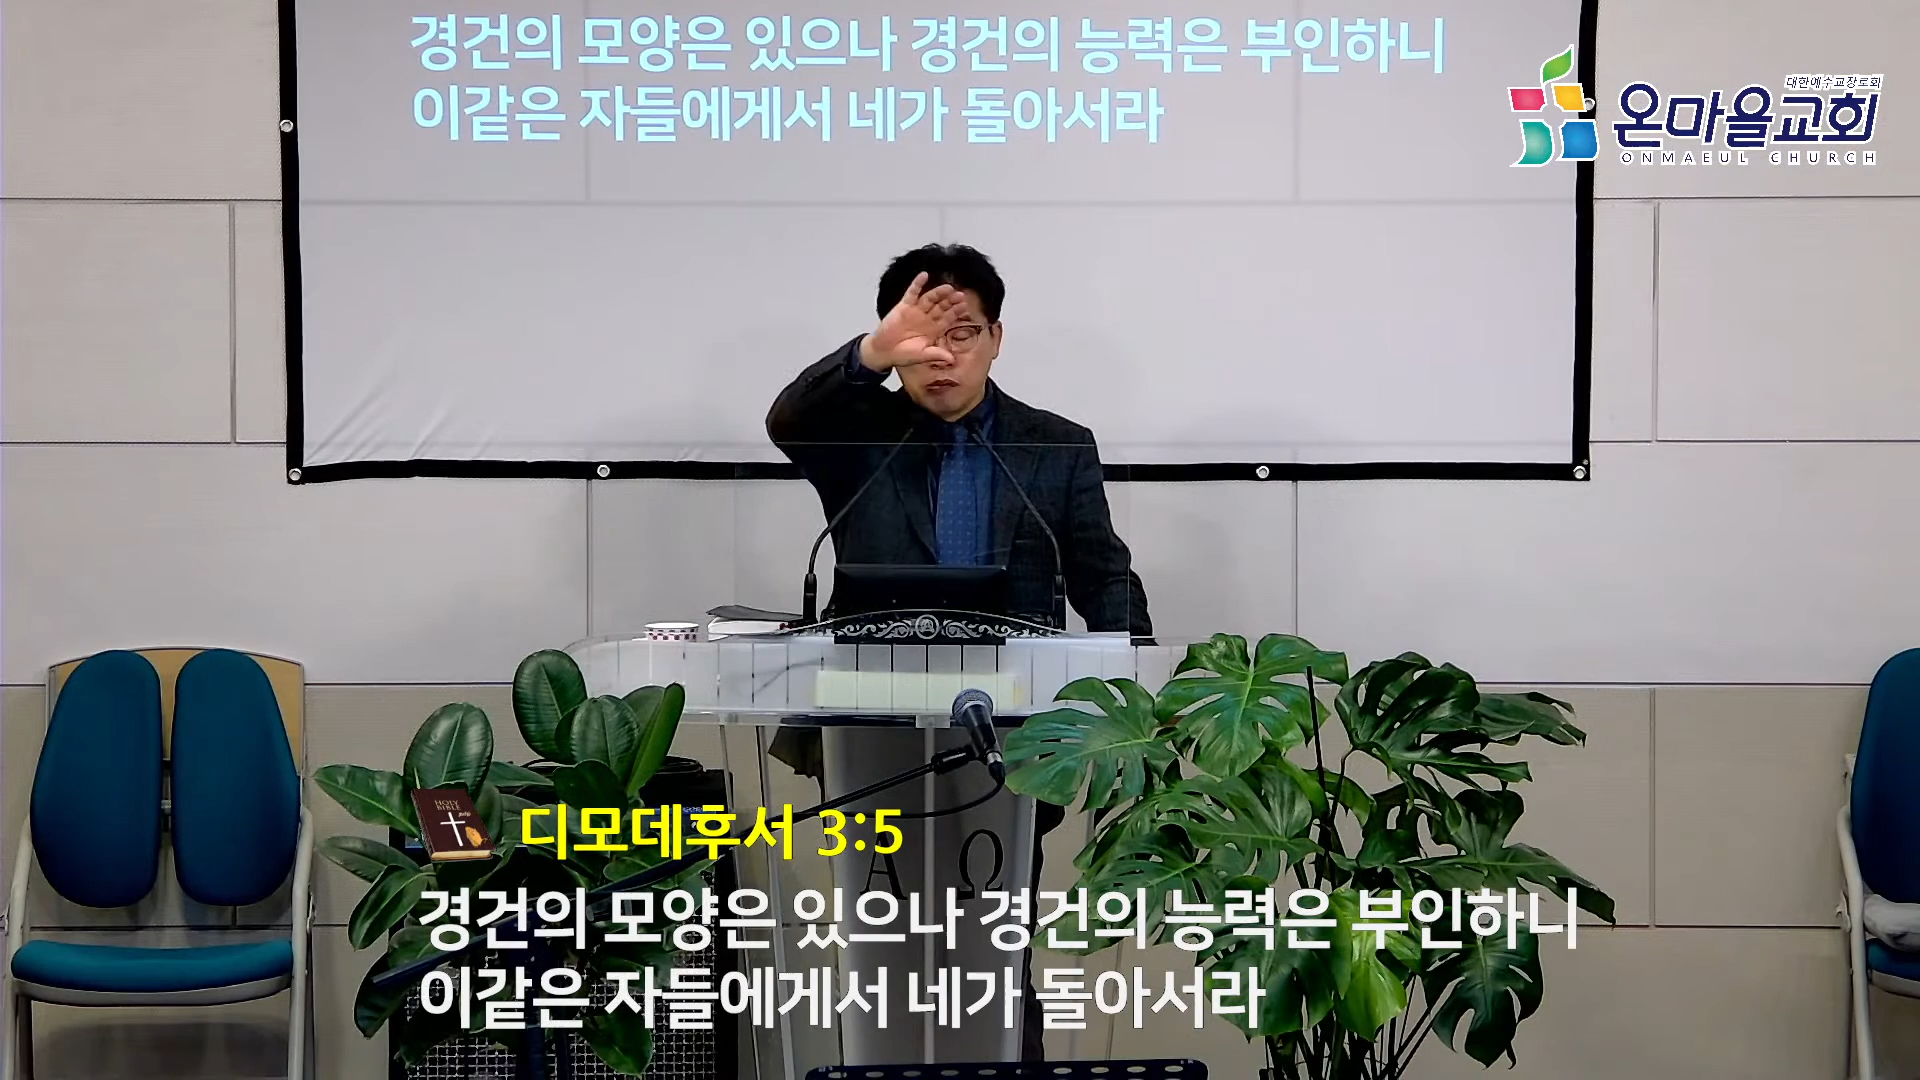 경건의 모양은 있으나 경건의 능력은 부인하니
이같은 자들에게서 네가 돌아서라
대한예수교장로회
온마을교회
ONMAEUL CHURCH
HOLY
BIBLE
디모데후서 3:5
Α Ω
경건의 모양은 있으나 경건의 능력은 부인하니
이같은 자들에게서 네가 돌아서라